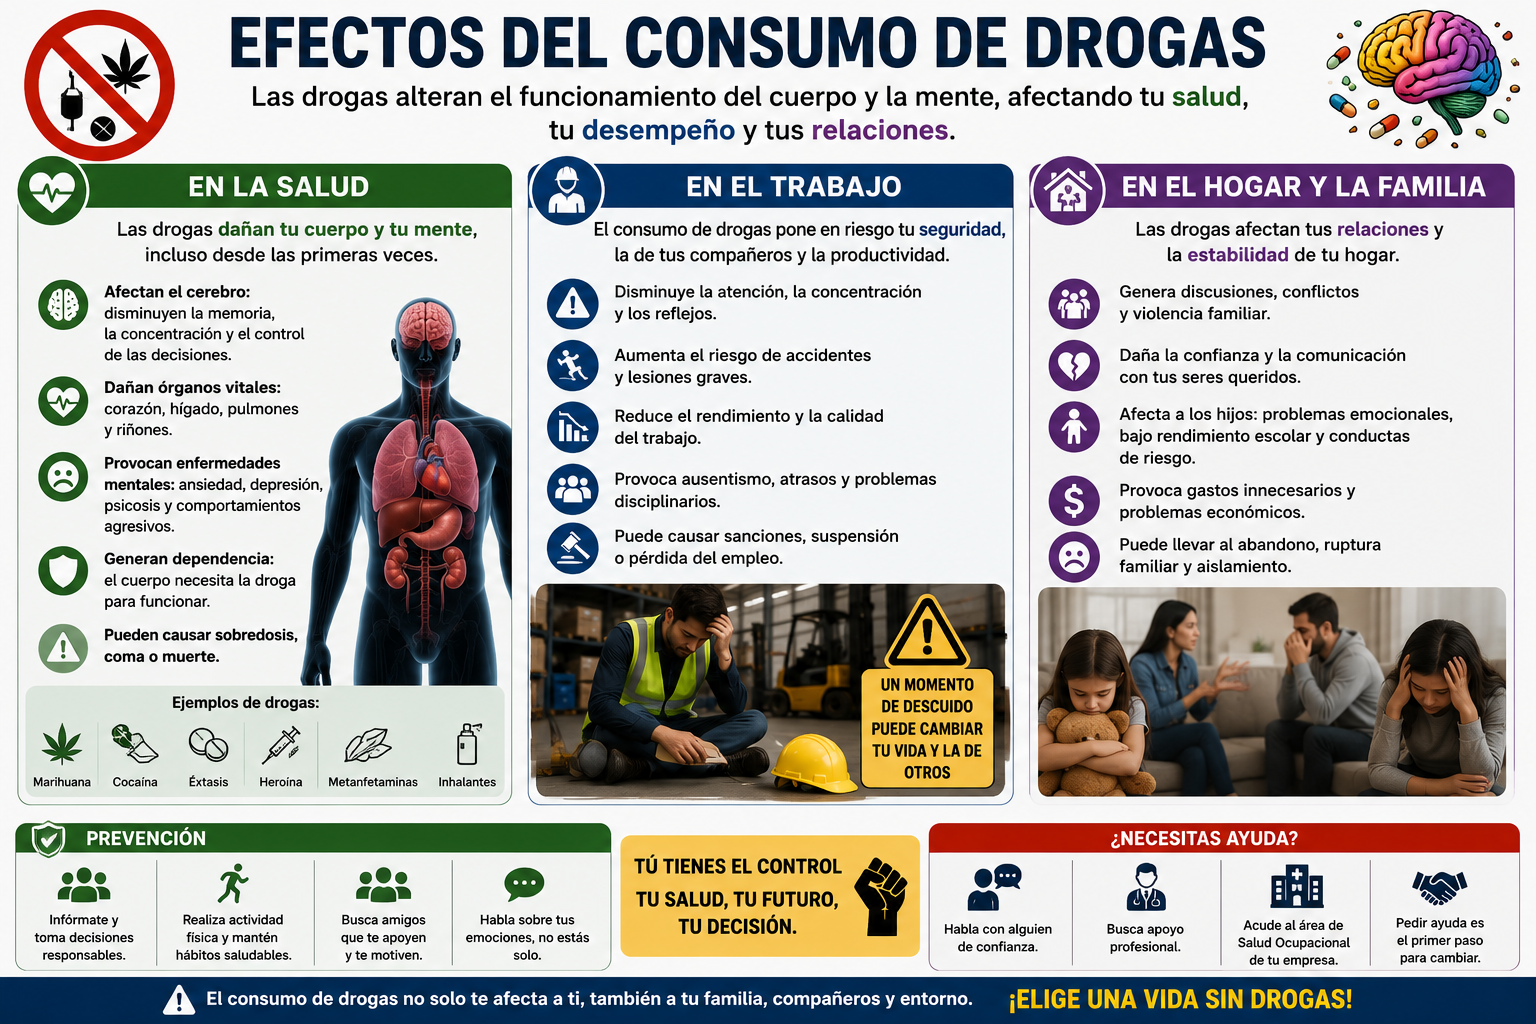 EFECTOS DEL CONSUMO DE DROGAS
Las drogas alteran el funcionamiento del cuerpo y la mente, afectando tu salud,
tu desempeño y tus relaciones.
EN LA SALUD
Las drogas dañan tu cuerpo y tu mente,
incluso desde las primeras veces.
Afectan el cerebro:
disminuyen la memoria,
la concentración y el control
de las decisiones.
Dañan órganos vitales:
corazón, hígado, pulmones
y riñones.
Provocan enfermedades
mentales: ansiedad, depresión,
psicosis y comportamientos
agresivos.
Generan dependencia:
el cuerpo necesita la droga
para funcionar.
Pueden causar sobredosis,
coma o muerte.
Ejemplos de drogas:
Marihuana
Cocaína
Éxtasis
Heroína
Metanfetaminas
Inhalantes
EN EL TRABAJO
El consumo de drogas pone en riesgo tu seguridad,
la de tus compañeros y la productividad.
Disminuye la atención, la concentración
y los reflejos.
Aumenta el riesgo de accidentes
y lesiones graves.
Reduce el rendimiento y la calidad
del trabajo.
Provoca ausentismo, atrasos y problemas
disciplinarios.
Puede causar sanciones, suspensión
o pérdida del empleo.
UN MOMENTO
DE DESCUIDO
PUEDE CAMBIAR
TU VIDA Y LA DE
OTROS
EN EL HOGAR Y LA FAMILIA
Las drogas afectan tus relaciones y
la estabilidad de tu hogar.
Genera discusiones, conflictos
y violencia familiar.
Daña la confianza y la comunicación
con tus seres queridos.
Afecta a los hijos: problemas emocionales,
bajo rendimiento escolar y conductas
de riesgo.
Provoca gastos innecesarios y
problemas económicos.
Puede llevar al abandono, ruptura
familiar y aislamiento.
PREVENCIÓN
Infórmate y
toma decisiones
responsables.
Realiza actividad
física y mantén
hábitos saludables.
Busca amigos
que te apoyen
y te motiven.
Habla sobre tus
emociones, no estás
solo.
TÚ TIENES EL CONTROL
TU SALUD, TU FUTURO,
TU DECISIÓN.
¿NECESITAS AYUDA?
Habla con alguien
de confianza.
Busca apoyo
profesional.
Acude al área de
Salud Ocupacional
de tu empresa.
Pedir ayuda es
el primer paso
para cambiar.
El consumo de drogas no solo te afecta a ti, también a tu familia, compañeros y entorno.
¡ELIGE UNA VIDA SIN DROGAS!